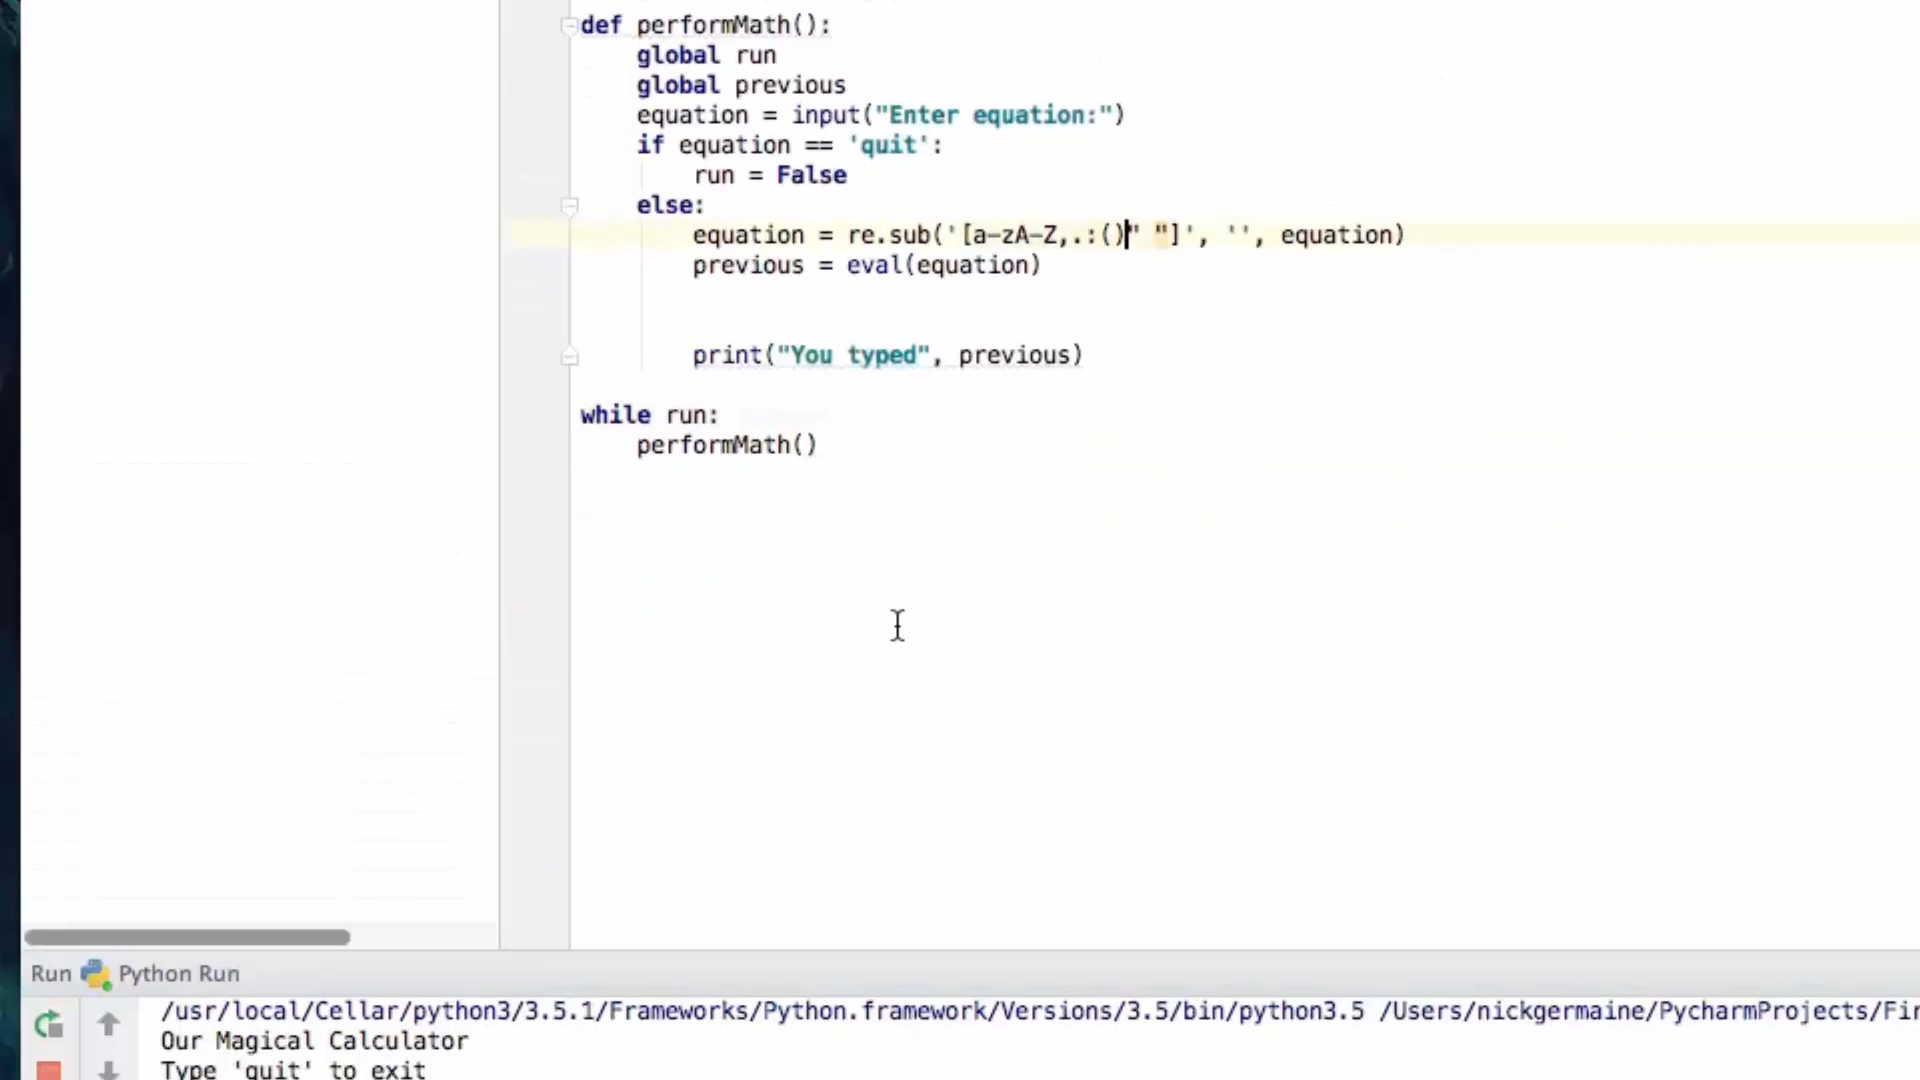 def performMath():
    global run
    global previous
    equation = input("Enter equation:")
    if equation == 'quit':
        run = False
    else:
        equation = re.sub('[a-zA-Z,.:()" "]', '', equation)
        previous = eval(equation)
        print("You typed", previous)
while run:
    performMath()
Run Python Run
/usr/local/Cellar/python3/3.5.1/Frameworks/Python.framework/Versions/3.5/bin/python3.5 /Users/nickgermaine/PycharmProjects/Fir
Our Magical Calculator
Type 'quit' to exit